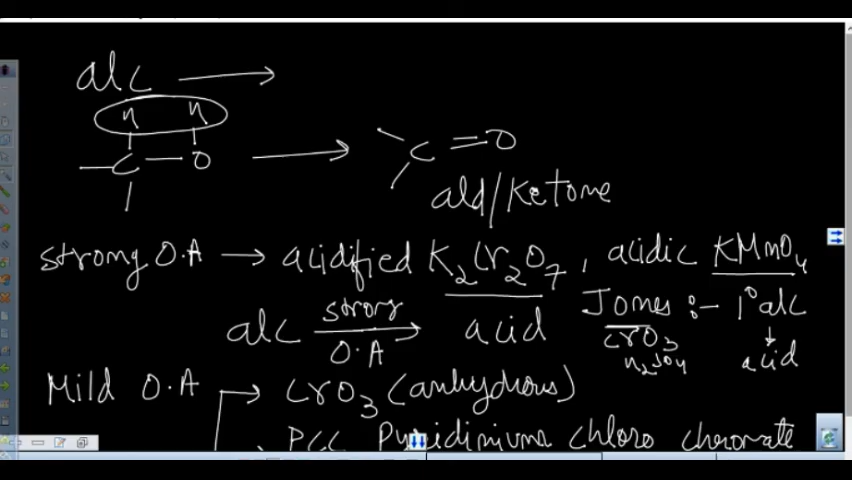 alc ⟶
H H
— C — O ⟶ C = O
ald/Ketone
strong O.A → acidified K2Cr2O7, acidic KMnO4
alc strong O.A → acid Jones :- 1° alc
CrO3 ↓
H2SO4 acid
Mild O.A → CrO3 (anhydrous)
PCC Pyridinium chloro chromate